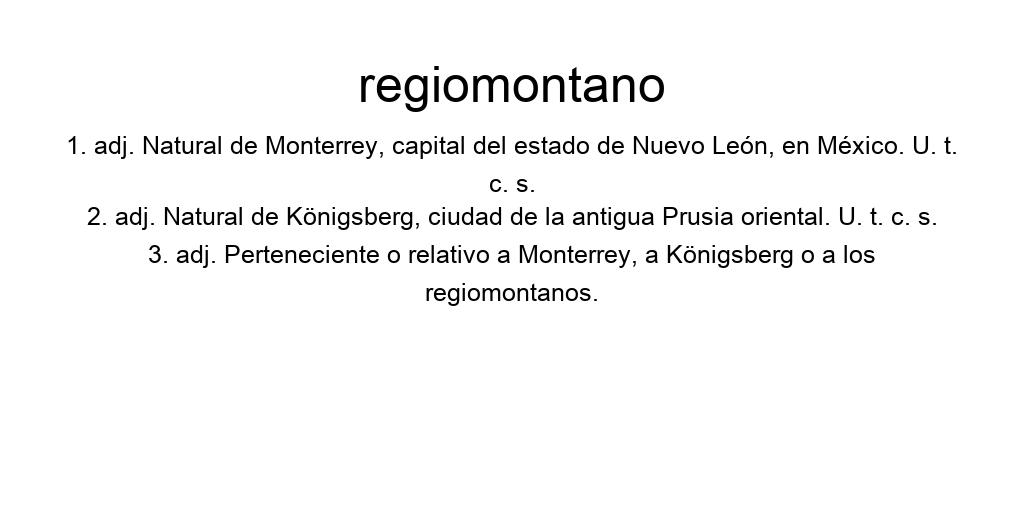 regiomontano
1. adj. Natural de Monterrey, capital del estado de Nuevo León, en México. U. t.
c. s.
2. adj. Natural de Königsberg, ciudad de la antigua Prusia oriental. U. t. c. s.
3. adj. Perteneciente o relativo a Monterrey, a Königsberg o a los
regiomontanos.